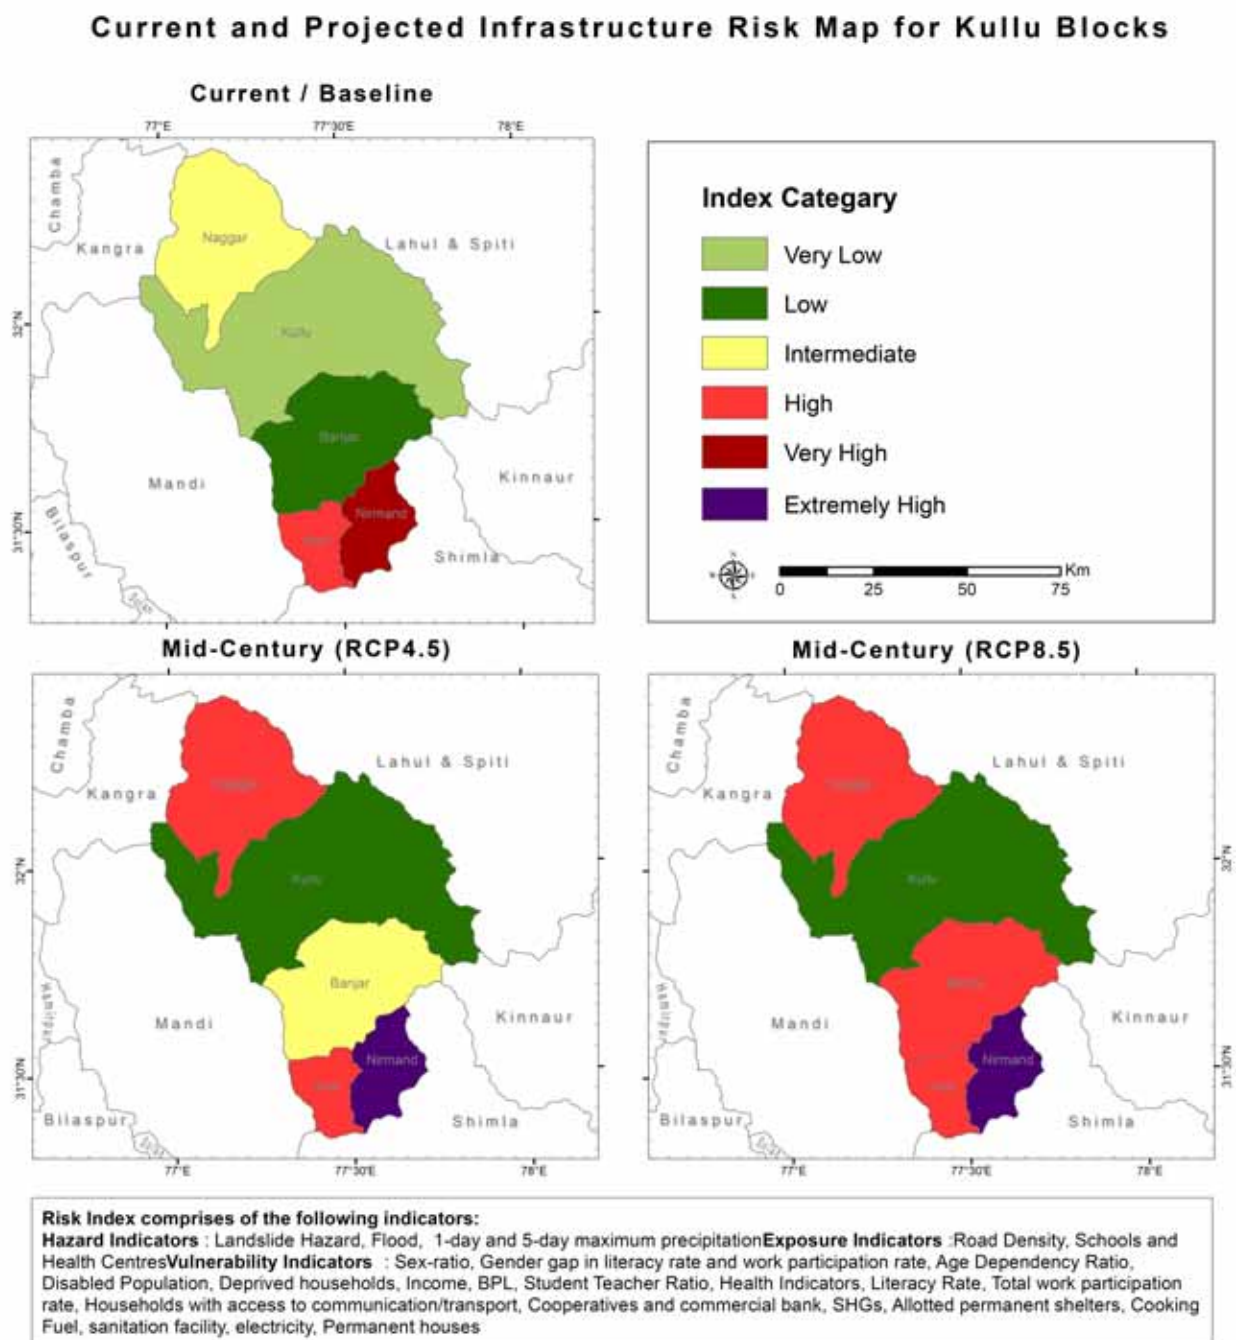 Current and Projected Infrastructure Risk Map for Kullu Blocks
Current / Baseline
77°E 77°30'E 78°E
Chamba
Kangra
Naggar
Lahul & Spiti
32°N
Kullu
Banjar
Mandi
Kinnaur
Nirmand
Bilaspur
31°30'N
Shimla
Index Categary
Very Low
Low
Intermediate
High
Very High
Extremely High
Km
0 25 50 75
Mid-Century (RCP4.5)
Chamba
Lahul & Spiti
Kangra
32°N
Kullu
Banjar
Mandi
Kinnaur
Nirmand
31°30'N
Bilaspur
Shimla
77°E 77°30'E 78°E
Mid-Century (RCP8.5)
Chamba
Lahul & Spiti
Kangra
32°N
Kullu
Mandi
Kinnaur
Nirmand
31°30'N
Bilaspur
Shimla
77°E 77°30'E 78°E
Risk Index comprises of the following indicators:
Hazard Indicators : Landslide Hazard, Flood, 1-day and 5-day maximum precipitationExposure Indicators :Road Density, Schools and
Health CentresVulnerability Indicators : Sex-ratio, Gender gap in literacy rate and work participation rate, Age Dependency Ratio,
Disabled Population, Deprived households, Income, BPL, Student Teacher Ratio, Health Indicators, Literacy Rate, Total work participation
rate, Households with access to communication/transport, Cooperatives and commercial bank, SHGs, Allotted permanent shelters, Cooking
Fuel, sanitation facility, electricity, Permanent houses